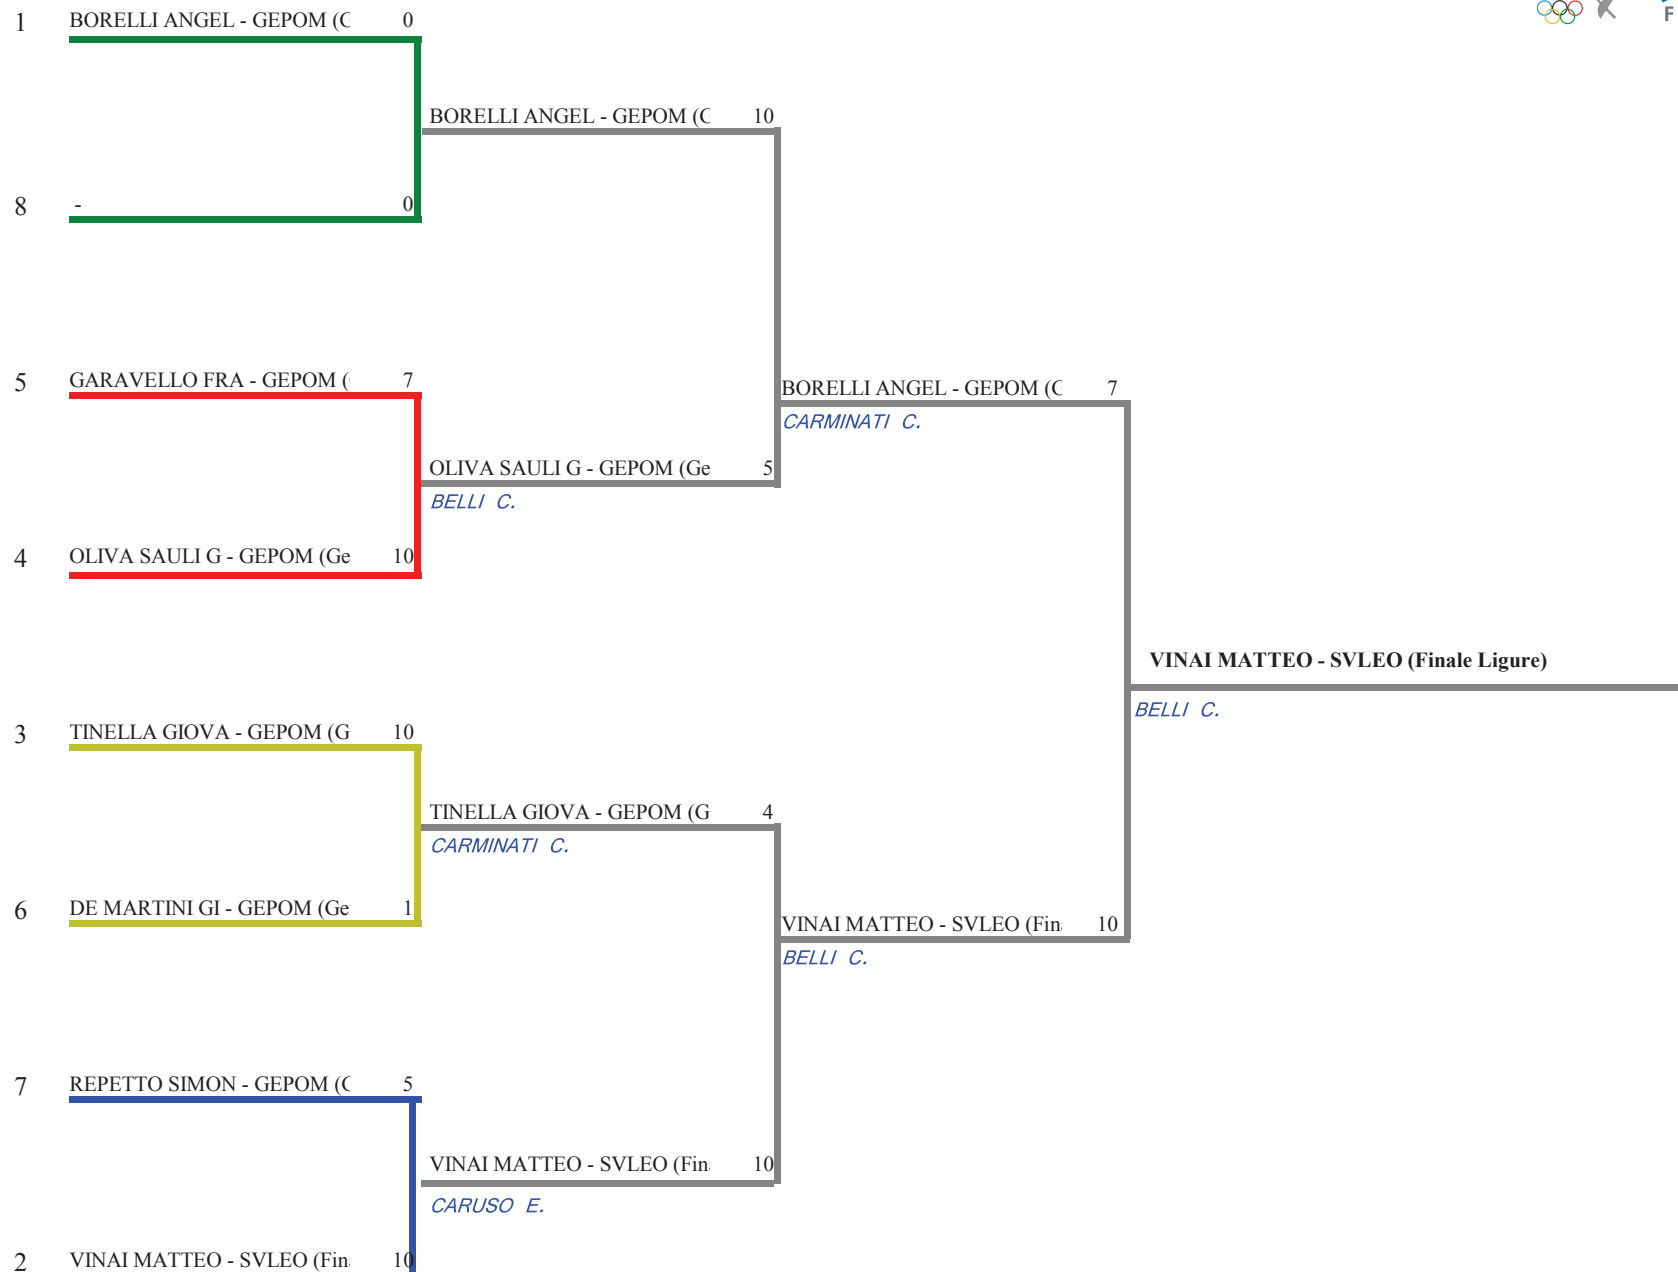 1 BORELLI ANGEL - GEPOM (C 0
BORELLI ANGEL - GEPOM (C 10
8 - 0
5 GARAVELLO FRA - GEPOM ( 7
BORELLI ANGEL - GEPOM (C 7
CARMINATI C.
OLIVA SAULI G - GEPOM (Ge 5
BELLI C.
4 OLIVA SAULI G - GEPOM (Ge 10
VINAI MATTEO - SVLEO (Finale Ligure)
BELLI C.
3 TINELLA GIOVA - GEPOM (G 10
TINELLA GIOVA - GEPOM (G 4
CARMINATI C.
6 DE MARTINI GI - GEPOM (Ge 1
VINAI MATTEO - SVLEO (Fin 10
BELLI C.
7 REPETTO SIMON - GEPOM (C 5
VINAI MATTEO - SVLEO (Fin 10
CARUSO E.
2 VINAI MATTEO - SVLEO (Fin 10
F